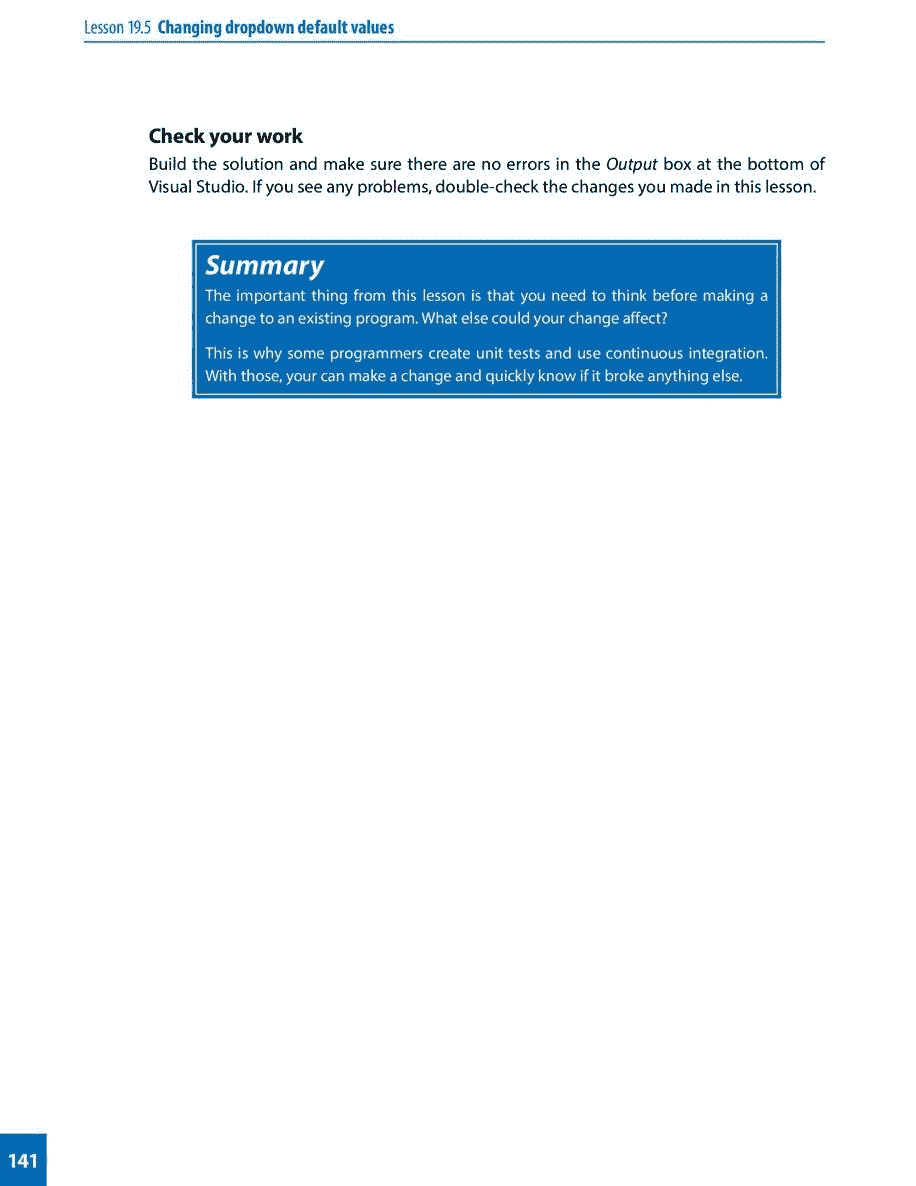 Lesson 19.5 Changing dropdown default values
Check your work
Build the solution and make sure there are no errors in the Output box at the bottom of
Visual Studio. If you see any problems, double-check the changes you made in this lesson.
Summary
The important thing from this lesson is that you need to think before making a
change to an existing program. What else could your change affect?
This is why some programmers create unit tests and use continuous integration.
With those, your can make a change and quickly know if it broke anything else.
141